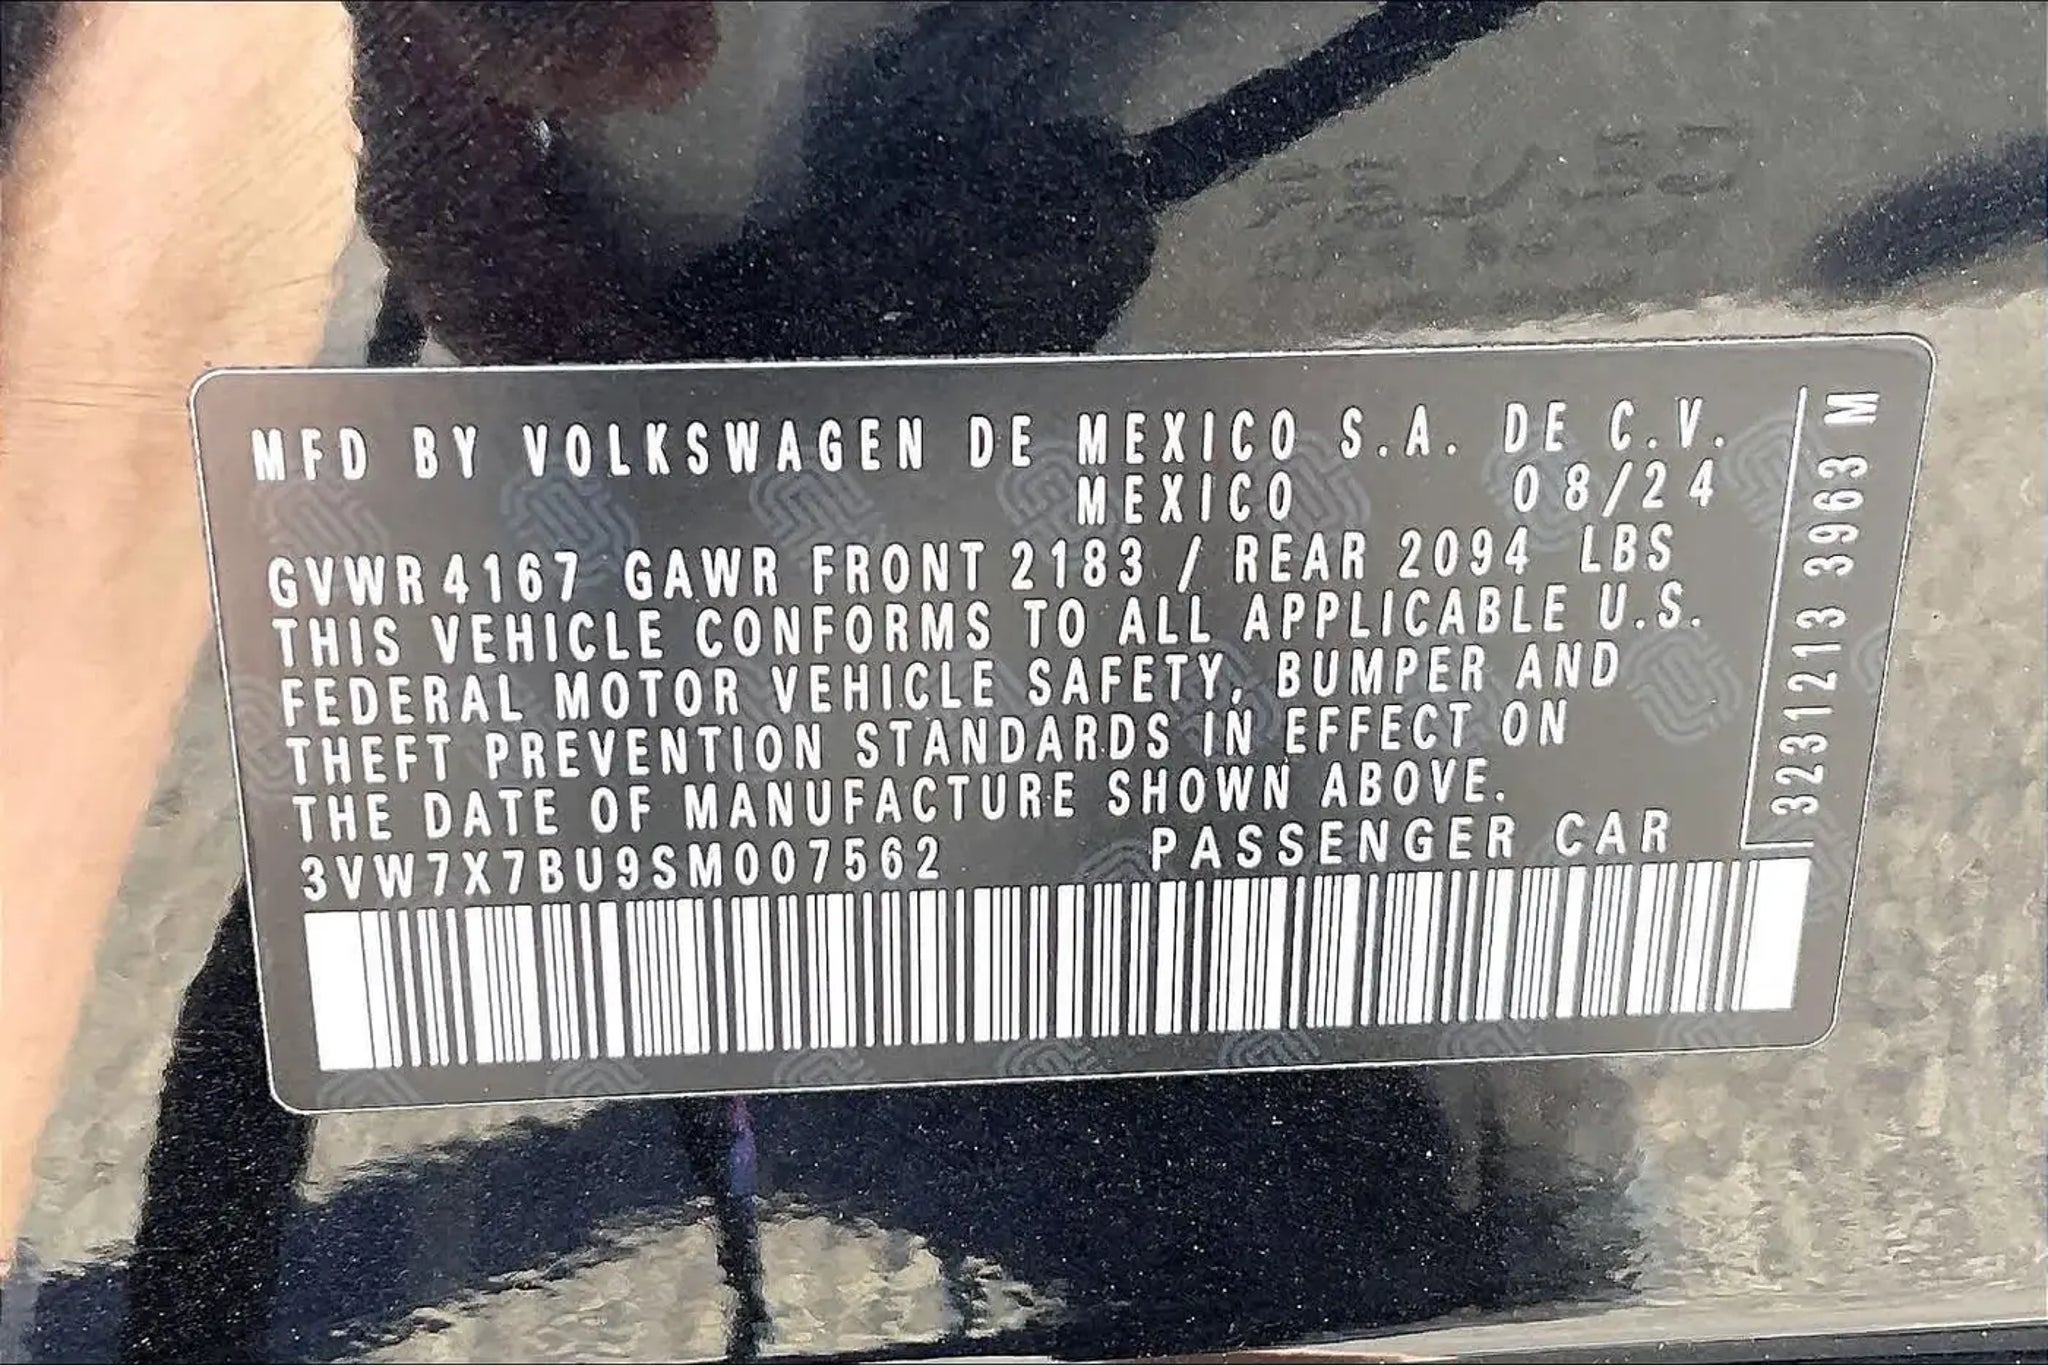 MFD BY VOLKSWAGEN DE MEXICO S.A. DE C.V.
MEXICO 08/24
GVWR 4167 GAWR FRONT 2183 / REAR 2094 LBS
THIS VEHICLE CONFORMS TO ALL APPLICABLE U.S.
FEDERAL MOTOR VEHICLE SAFETY, BUMPER AND
THEFT PREVENTION STANDARDS IN EFFECT ON
THE DATE OF MANUFACTURE SHOWN ABOVE.
3VW7X7BU9SM007562 PASSENGER CAR
3231213 3963 M